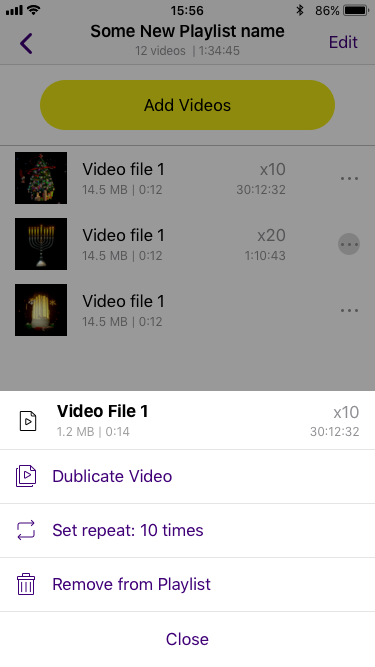 15:56 86%
Some New Playlist name
12 videos | 1:34:45
Edit
Add Videos
Video file 1 x10
14.5 MB | 0:12 30:12:32
Video file 1 x20
14.5 MB | 0:12 1:10:43
Video file 1
14.5 MB | 0:12
Video File 1 x10
1.2 MB | 0:14 30:12:32
Dublicate Video
Set repeat: 10 times
Remove from Playlist
Close